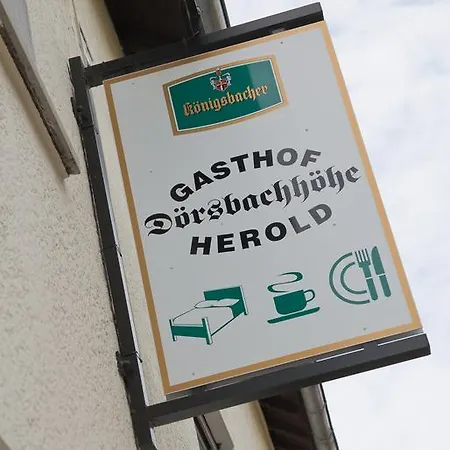 Königsbacher
GASTHOF
Dörsbachhöhe
HEROLD